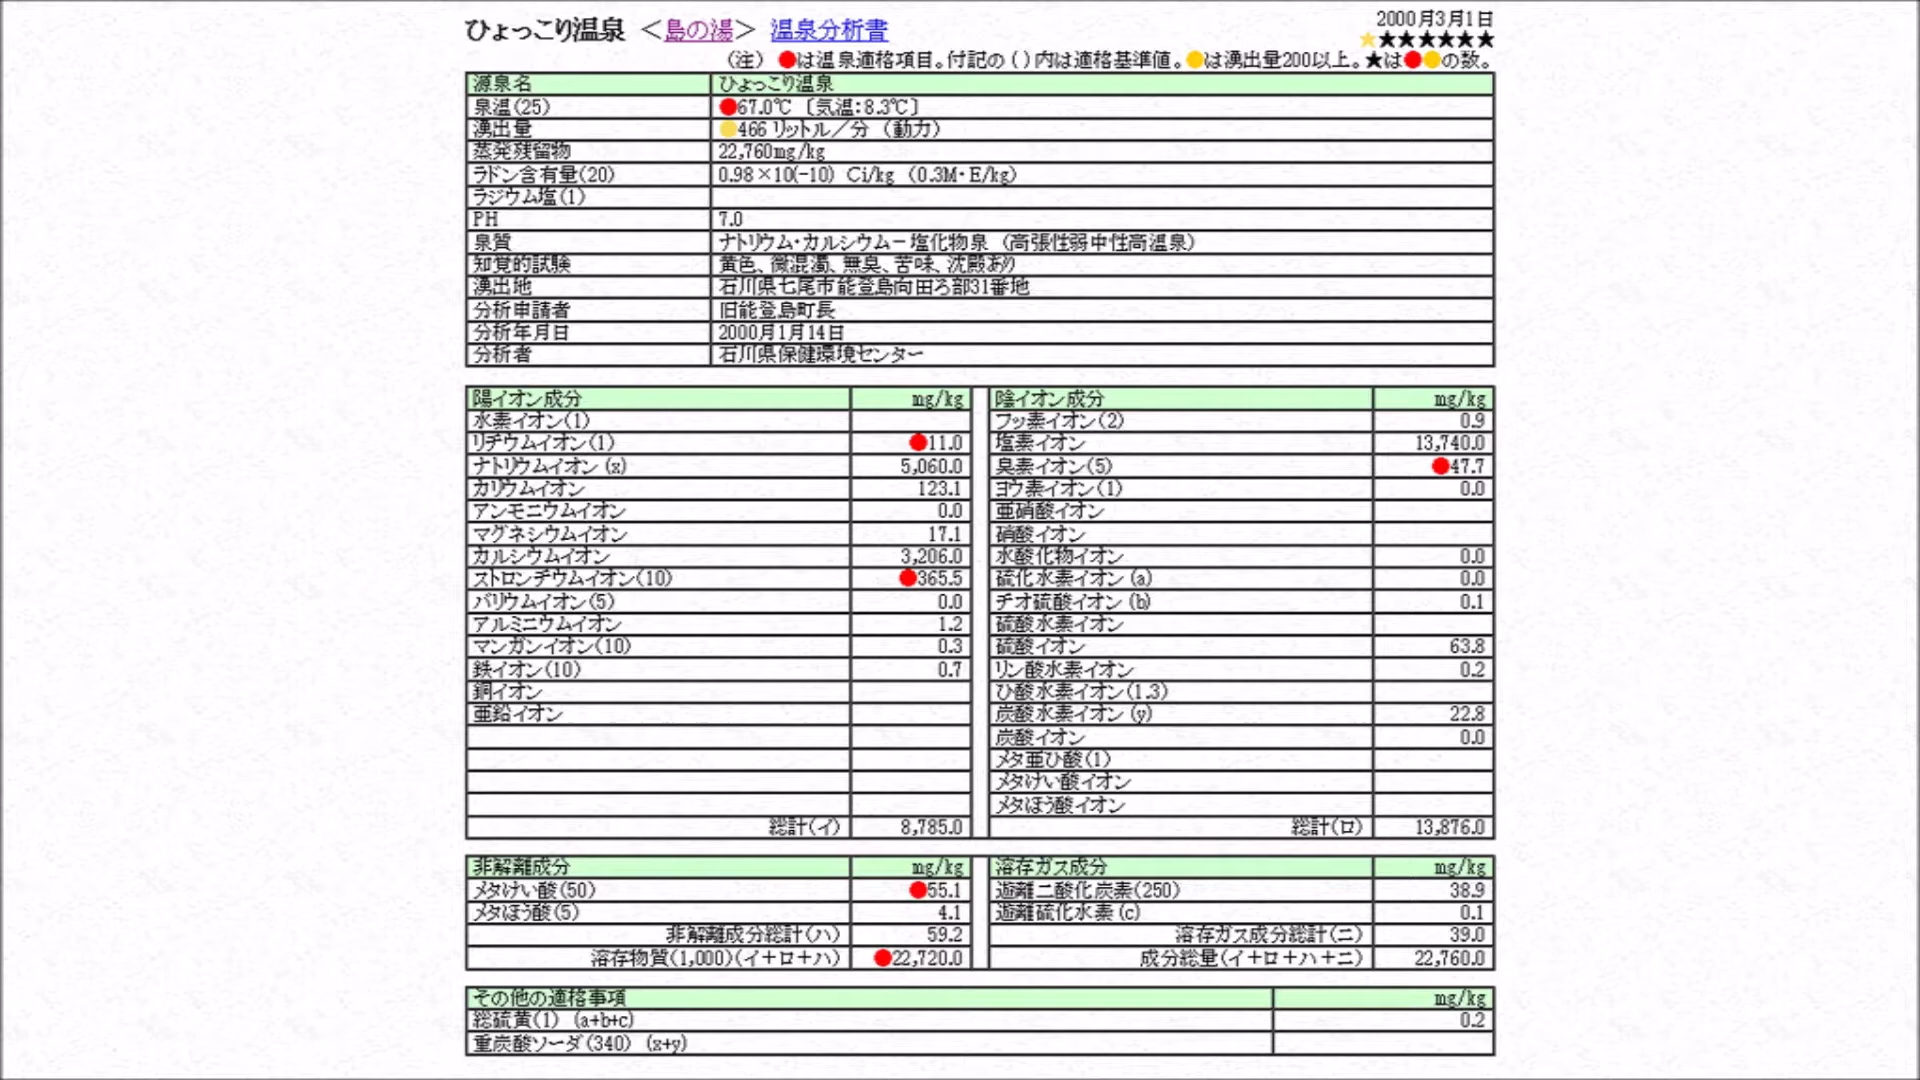 ひょっこり温泉 ＜島の湯＞ 温泉分析書
2000月3月1日
★★★★★★★
（注） ●は温泉適格項目。付記の ( ) 内は適格基準値。●は湧出量200以上。★は●●の数。
源泉名 ひょっこり温泉
泉温(25) ●67.0℃ 〔気温：8.3℃〕
湧出量 ●466 リットル／分 （動力）
蒸発残留物 22,760mg/kg
ラドン含有量(20) 0.98×10(-10) Ci/kg （0.3M・E/kg）
ラジウム塩(1)
PH 7.0
泉質 ナトリウム・カルシウム－塩化物泉 （高張性弱中性高温泉）
知覚的試験 黄色、微混濁、無臭、苦味、沈殿あり
湧出地 石川県七尾市能登島向田ろ部31番地
分析申請者 旧能登島町長
分析年月日 2000月1月14日
分析者 石川県保健環境センター
陽イオン成分 mg/kg 陰イオン成分 mg/kg
水素イオン(1) フッ素イオン(2) 0.9
リチウムイオン(1) ●11.0 塩素イオン 13,740.0
ナトリウムイオン (x) 5,060.0 臭素イオン(5) ●47.7
カリウムイオン 123.1 ヨウ素イオン(1) 0.0
アンモニウムイオン 0.0 亜硝酸イオン
マグネシウムイオン 17.1 硝酸イオン
カルシウムイオン 3,206.0 水酸化物イオン 0.0
ストロンチウムイオン(10) ●365.5 硫化水素イオン (a) 0.0
バリウムイオン(5) 0.0 チオ硫酸イオン (b) 0.1
アルミニウムイオン 1.2 硫酸水素イオン
マンガンイオン(10) 0.3 硫酸イオン 63.8
鉄イオン(10) 0.7 リン酸水素イオン 0.2
銅イオン ひ酸水素イオン(1.3)
亜鉛イオン 炭酸水素イオン (y) 22.8
炭酸イオン 0.0
メタ亜ひ酸(1)
メタけい酸イオン
メタほう酸イオン
総計(イ) 8,785.0 総計(ロ) 13,876.0
非解離成分 mg/kg 溶存ガス成分 mg/kg
メタけい酸(50) ●55.1 遊離二酸化炭素(250) 38.9
メタほう酸(5) 4.1 遊離硫化水素 (c) 0.1
非解離成分総計(ハ) 59.2 溶存ガス成分総計(ニ) 39.0
溶存物質(1,000)(イ＋ロ＋ハ) ●22,720.0 成分総量(イ＋ロ＋ハ＋ニ) 22,760.0
その他の適格事項 mg/kg
総硫黄(1) (a+b+c) 0.2
重炭酸ソーダ(340) (x+y)